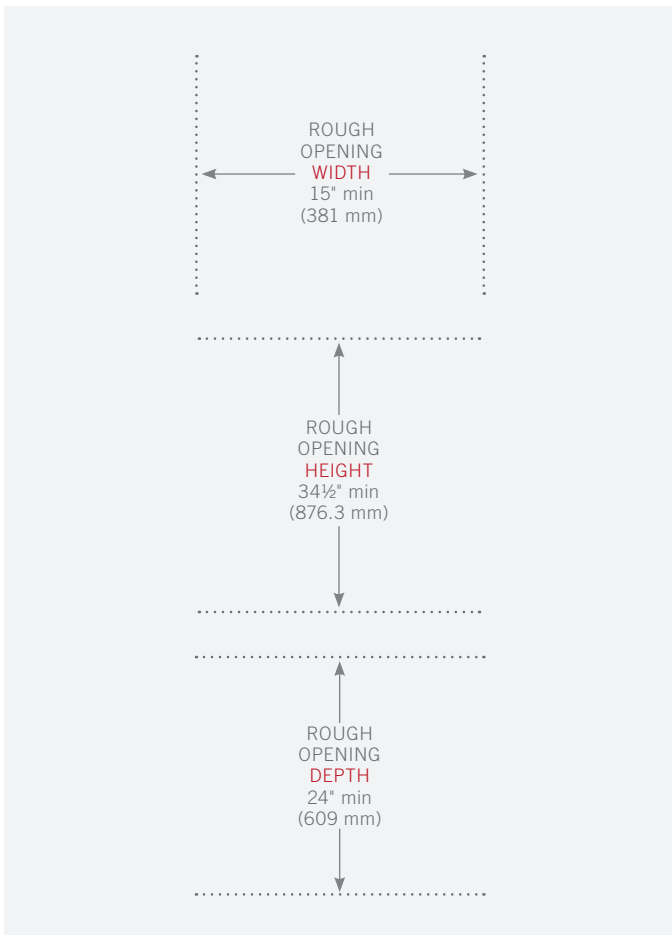 ROUGH
OPENING
WIDTH
15" min
(381 mm)
ROUGH
OPENING
HEIGHT
34½" min
(876.3 mm)
ROUGH
OPENING
DEPTH
24" min
(609 mm)